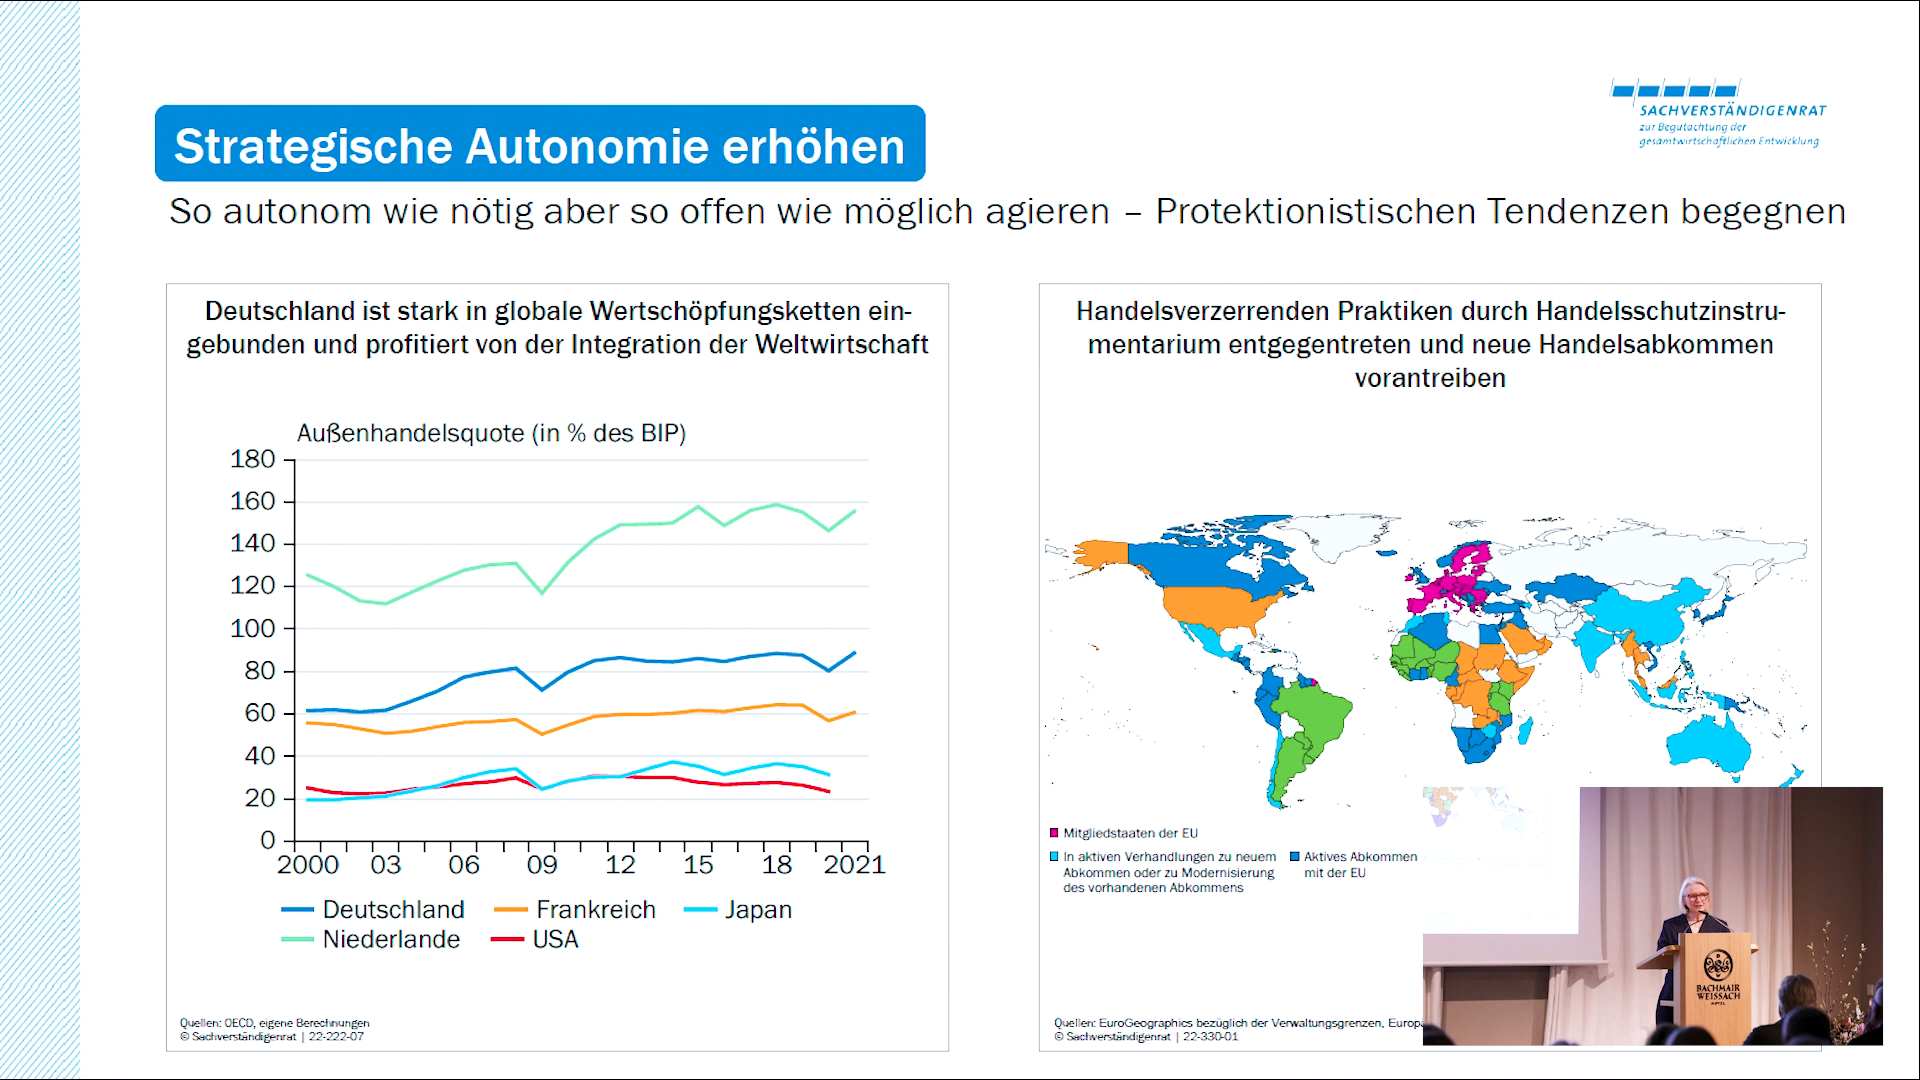 SACHVERSTÄNDIGENRAT
zur Begutachtung der
gesamtwirtschaftlichen Entwicklung
Strategische Autonomie erhöhen
So autonom wie nötig aber so offen wie möglich agieren – Protektionistischen Tendenzen begegnen
Deutschland ist stark in globale Wertschöpfungsketten ein-
gebunden und profitiert von der Integration der Weltwirtschaft
Außenhandelsquote (in % des BIP)
180
160
140
120
100
80
60
40
20
0
2000 03 06 09 12 15 18 2021
Deutschland Frankreich Japan
Niederlande USA
Quellen: OECD, eigene Berechnungen
© Sachverständigenrat | 22-222-07
Handelsverzerrenden Praktiken durch Handelsschutzinstru-
mentarium entgegentreten und neue Handelsabkommen
vorantreiben
Mitgliedstaaten der EU
In aktiven Verhandlungen zu neuem
Abkommen oder zu Modernisierung
des vorhandenen Abkommens
Aktives Abkommen
mit der EU
Quellen: EuroGeographics bezüglich der Verwaltungsgrenzen,
© Sachverständigenrat | 22-330-01
BACHMAIR
WEISSACH